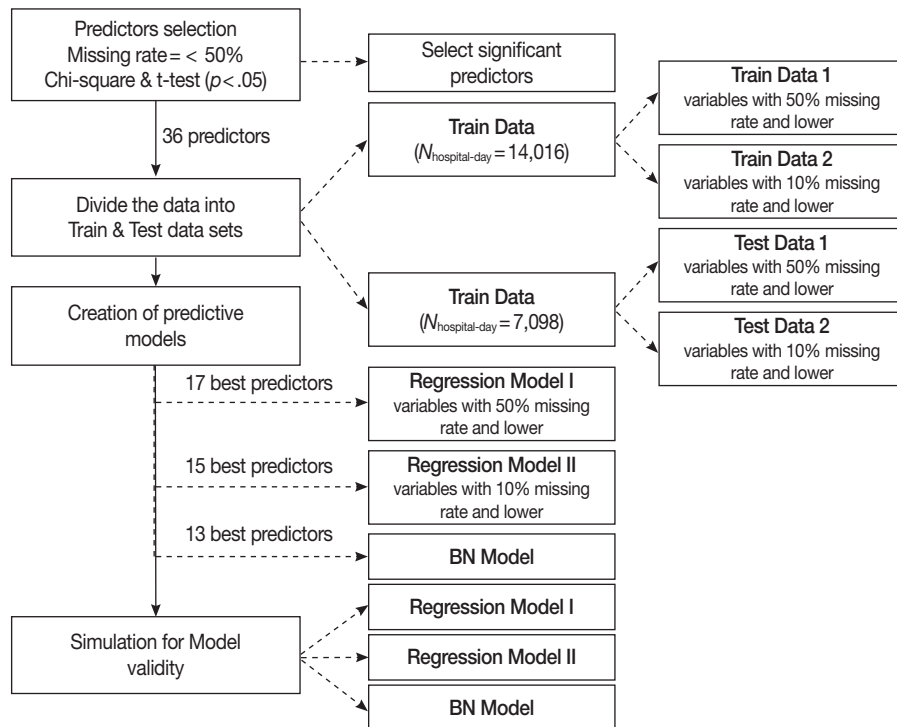 Predictors selection
Missing rate = < 50%
Chi-square & t-test (p< .05)
Select significant
predictors
36 predictors
Divide the data into
Train & Test data sets
Train Data
(Nhospital-day = 14,016)
Train Data 1
variables with 50% missing
rate and lower
Train Data 2
variables with 10% missing
rate and lower
Train Data
(Nhospital-day = 7,098)
Test Data 1
variables with 50% missing
rate and lower
Test Data 2
variables with 10% missing
rate and lower
Creation of predictive
models
17 best predictors
Regression Model I
variables with 50% missing
rate and lower
15 best predictors
Regression Model II
variables with 10% missing
rate and lower
13 best predictors
BN Model
Simulation for Model
validity
Regression Model I
Regression Model II
BN Model